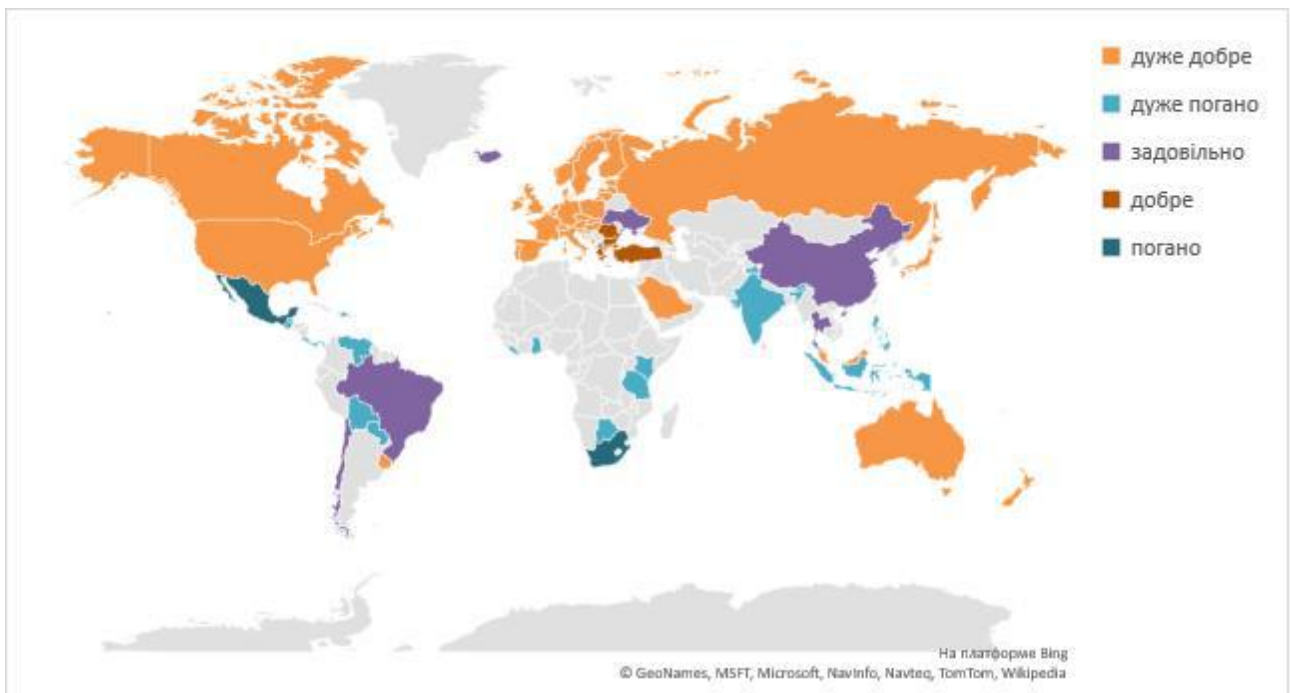 дуже добре
дуже погано
задовільно
добре
погано
На платформе Bing
© GeoNames, MSFT, Microsoft, NavInfo, Navteq, TomTom, Wikipedia